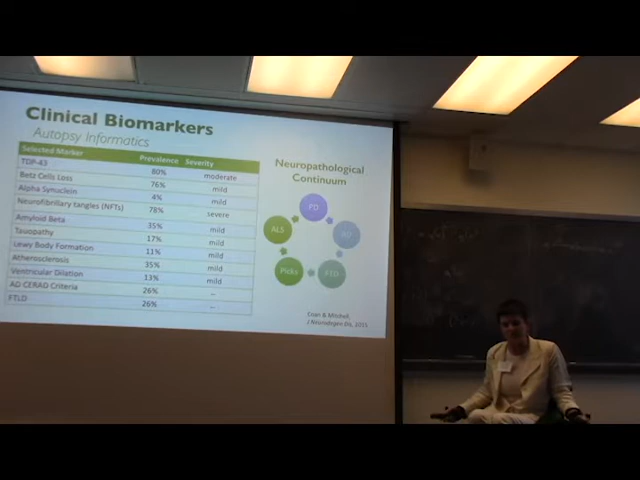 Clinical Biomarkers
Autopsy Informatics
Selected Marker Prevalence Severity
TDP-43 80% moderate
Betz Cells Loss 76% mild
Alpha Synuclein 4% mild
Neurofibrillary tangles (NFTs) 78% severe
Amyloid Beta 35% mild
Tauopathy 17% mild
Lewy Body Formation 11% mild
Atherosclerosis 35% mild
Ventricular Dilation 13% mild
AD CERAD Criteria 26% --
FTLD 26% --
Neuropathological
Continuum
PD
ALS
AD
Picks
FTD
Coan & Mitchell,
J Neurodegen Dis, 2015